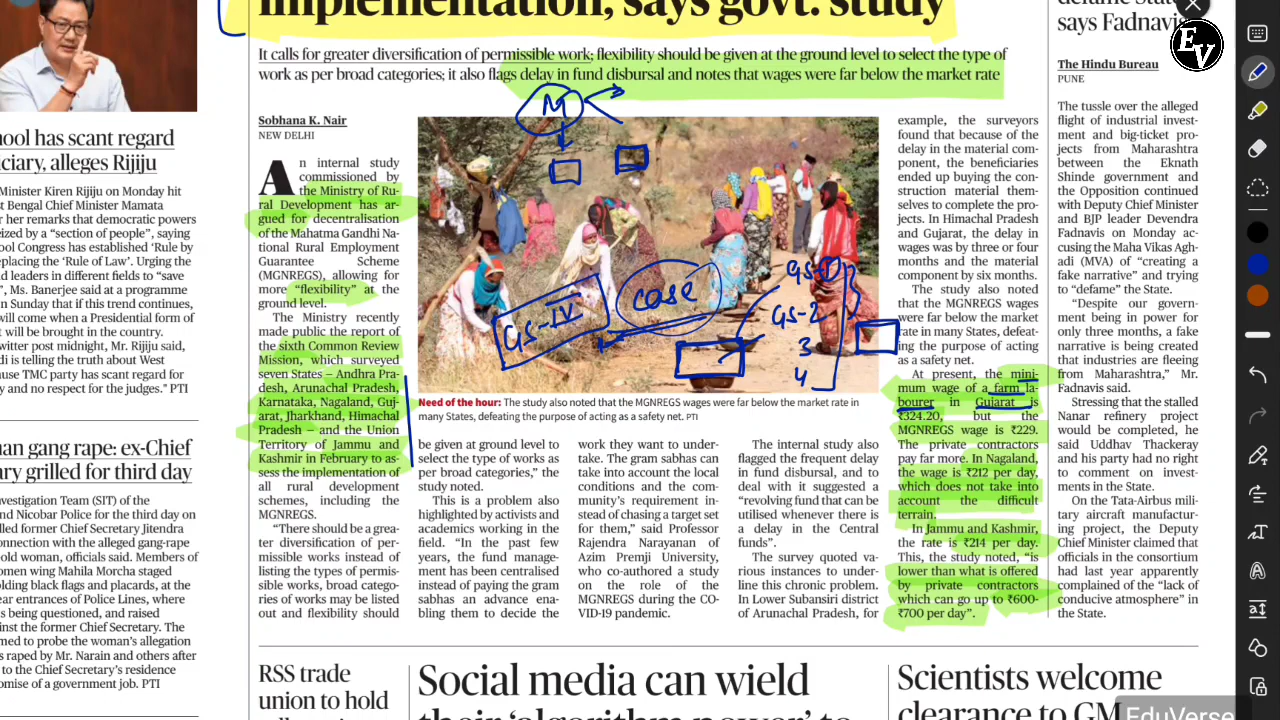 implementation, says govt. study
It calls for greater diversification of permissible work; flexibility should be given at the ground level to select the type of
work as per broad categories; it also flags delay in fund disbursal and notes that wages were far below the market rate
hool has scant regard
iciary, alleges Rijiju
Minister Kiren Rijiju on Monday hit
st Bengal Chief Minister Mamata
r her remarks that democratic powers
eized by a "section of people", saying
ool Congress has established 'Rule by
eplacing the 'Rule of Law'. Urging the
nd leaders in different fields to "save
", Ms. Banerjee said at a programme
n Sunday that if this trend continues,
will come when a Presidential form of
t will be brought in the country.
witter post midnight, Mr. Rijiju said,
di is telling the truth about West
use TMC party has scant regard for
y and no respect for the judges." PTI
man gang rape: ex-Chief
ary grilled for third day
nvestigation Team (SIT) of the
nd Nicobar Police for the third day on
lled former Chief Secretary Jitendra
onnection with the alleged gang-rape
-old woman, officials said. Members of
omen wing Mahila Morcha staged
olding black flags and placards, at the
ear entrances of Police Lines, where
s being questioned, and raised
inst the former Chief Secretary. The
med to probe the woman's allegation
s raped by Mr. Narain and others after
to the Chief Secretary's residence
omise of a government job. PTI
Sobhana K. Nair
NEW DELHI
An internal study
commissioned by
the Ministry of Ru-
ral Development has ar-
gued for decentralisation
of the Mahatma Gandhi Na-
tional Rural Employment
Guarantee Scheme
(MGNREGS), allowing for
more "flexibility" at the
ground level.
The Ministry recently
made public the report of
the sixth Common Review
Mission, which surveyed
seven States – Andhra Pra-
desh, Arunachal Pradesh,
Karnataka, Nagaland, Guj-
arat, Jharkhand, Himachal
Pradesh – and the Union
Territory of Jammu and
Kashmir in February to as-
sess the implementation of
all rural development
schemes, including the
MGNREGS.
"There should be a grea-
ter diversification of per-
missible works instead of
listing the types of permis-
sible works, broad catego-
ries of works may be listed
out and flexibility should
M
GS-IV
case
GS-1
GS-2
3
4
Need of the hour: The study also noted that the MGNREGS wages were far below the market rate in
many States, defeating the purpose of acting as a safety net. PTI
be given at ground level to
select the type of works as
per broad categories," the
study noted.
This is a problem also
highlighted by activists and
academics working in the
field. "In the past few
years, the fund manage-
ment has been centralised
instead of paying the gram
sabhas an advance ena-
bling them to decide the
work they want to under-
take. The gram sabhas can
take into account the local
conditions and the com-
munity's requirement in-
stead of chasing a target set
for them," said Professor
Rajendra Narayanan of
Azim Premji University,
who co-authored a study
on the role of the
MGNREGS during the CO-
VID-19 pandemic.
The internal study also
flagged the frequent delay
in fund disbursal, and to
deal with it suggested a
"revolving fund that can be
utilised whenever there is
a delay in the Central
funds".
The survey quoted va-
rious instances to under-
line this chronic problem.
In Lower Subansiri district
of Arunachal Pradesh, for
example, the surveyors
found that because of the
delay in the material com-
ponent, the beneficiaries
ended up buying the con-
struction material them-
selves to complete the pro-
jects. In Himachal Pradesh
and Gujarat, the delay in
wages was by three or four
months and the material
component by six months.
The study also noted
that the MGNREGS wages
were far below the market
rate in many States, defeat-
ing the purpose of acting
as a safety net.
At present, the mini-
mum wage of a farm la-
bourer in Gujarat is
₹324.20, but the
MGNREGS wage is ₹229.
The private contractors
pay far more. In Nagaland,
the wage is ₹212 per day,
which does not take into
account the difficult
terrain.
In Jammu and Kashmir,
the rate is ₹214 per day.
This, the study noted, "is
lower than what is offered
by private contractors
which can go up to ₹600-
₹700 per day".
says Fadnavis
EV
The Hindu Bureau
PUNE
The tussle over the alleged
flight of industrial invest-
ment and big-ticket pro-
jects from Maharashtra
between the Eknath
Shinde government and
the Opposition continued
with Deputy Chief Minister
and BJP leader Devendra
Fadnavis on Monday ac-
cusing the Maha Vikas Agh-
adi (MVA) of "creating a
fake narrative" and trying
to "defame" the State.
"Despite our govern-
ment being in power for
only three months, a fake
narrative is being created
that industries are fleeing
from Maharashtra," Mr.
Fadnavis said.
Stressing that the stalled
Nanar refinery project
would be completed, he
said Uddhav Thackeray
and his party had no right
to comment on invest-
ments in the State.
On the Tata-Airbus mili-
tary aircraft manufactur-
ing project, the Deputy
Chief Minister claimed that
officials in the consortium
had last year apparently
complained of the "lack of
conducive atmosphere" in
the State.
RSS trade
union to hold
Social media can wield
their 'algorithm power' to
Scientists welcome
clearance to GM
EduVerse